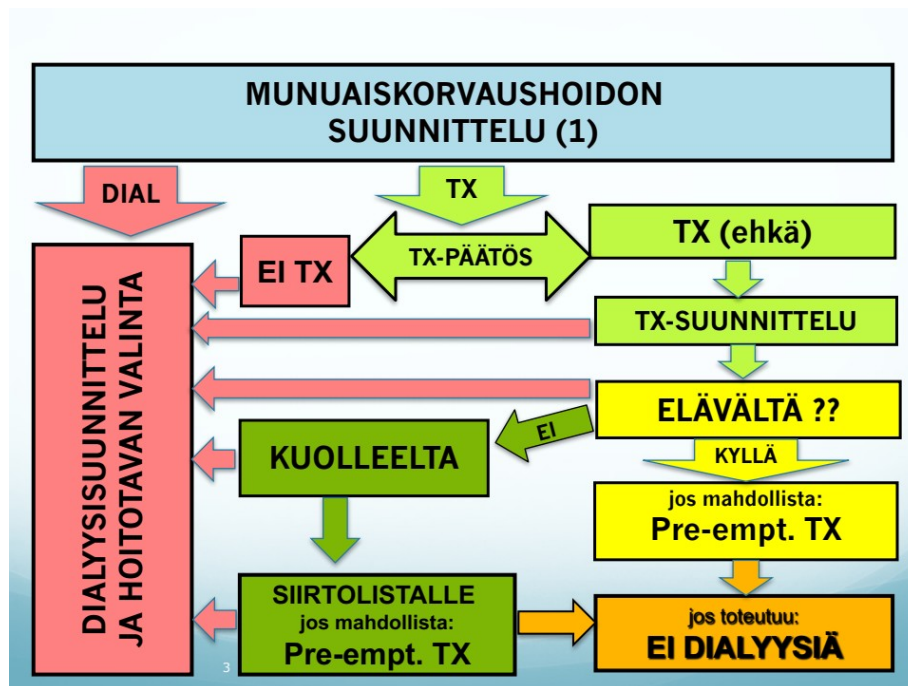 MUNUAISKORVAUSHOIDON
SUUNNITTELU (1)
DIAL
TX
EI TX
TX-PÄÄTÖS
TX (ehkä)
TX-SUUNNITTELU
DIALYYSISUUNNITTELU
JA HOITOTAVAN VALINTA
ELÄVÄLTÄ ??
EI
KYLLÄ
KUOLLEELTA
jos mahdollista:
Pre-empt. TX
SIIRTOLISTALLE
jos mahdollista:
Pre-empt. TX
jos toteutuu:
EI DIALYYSIÄ
3